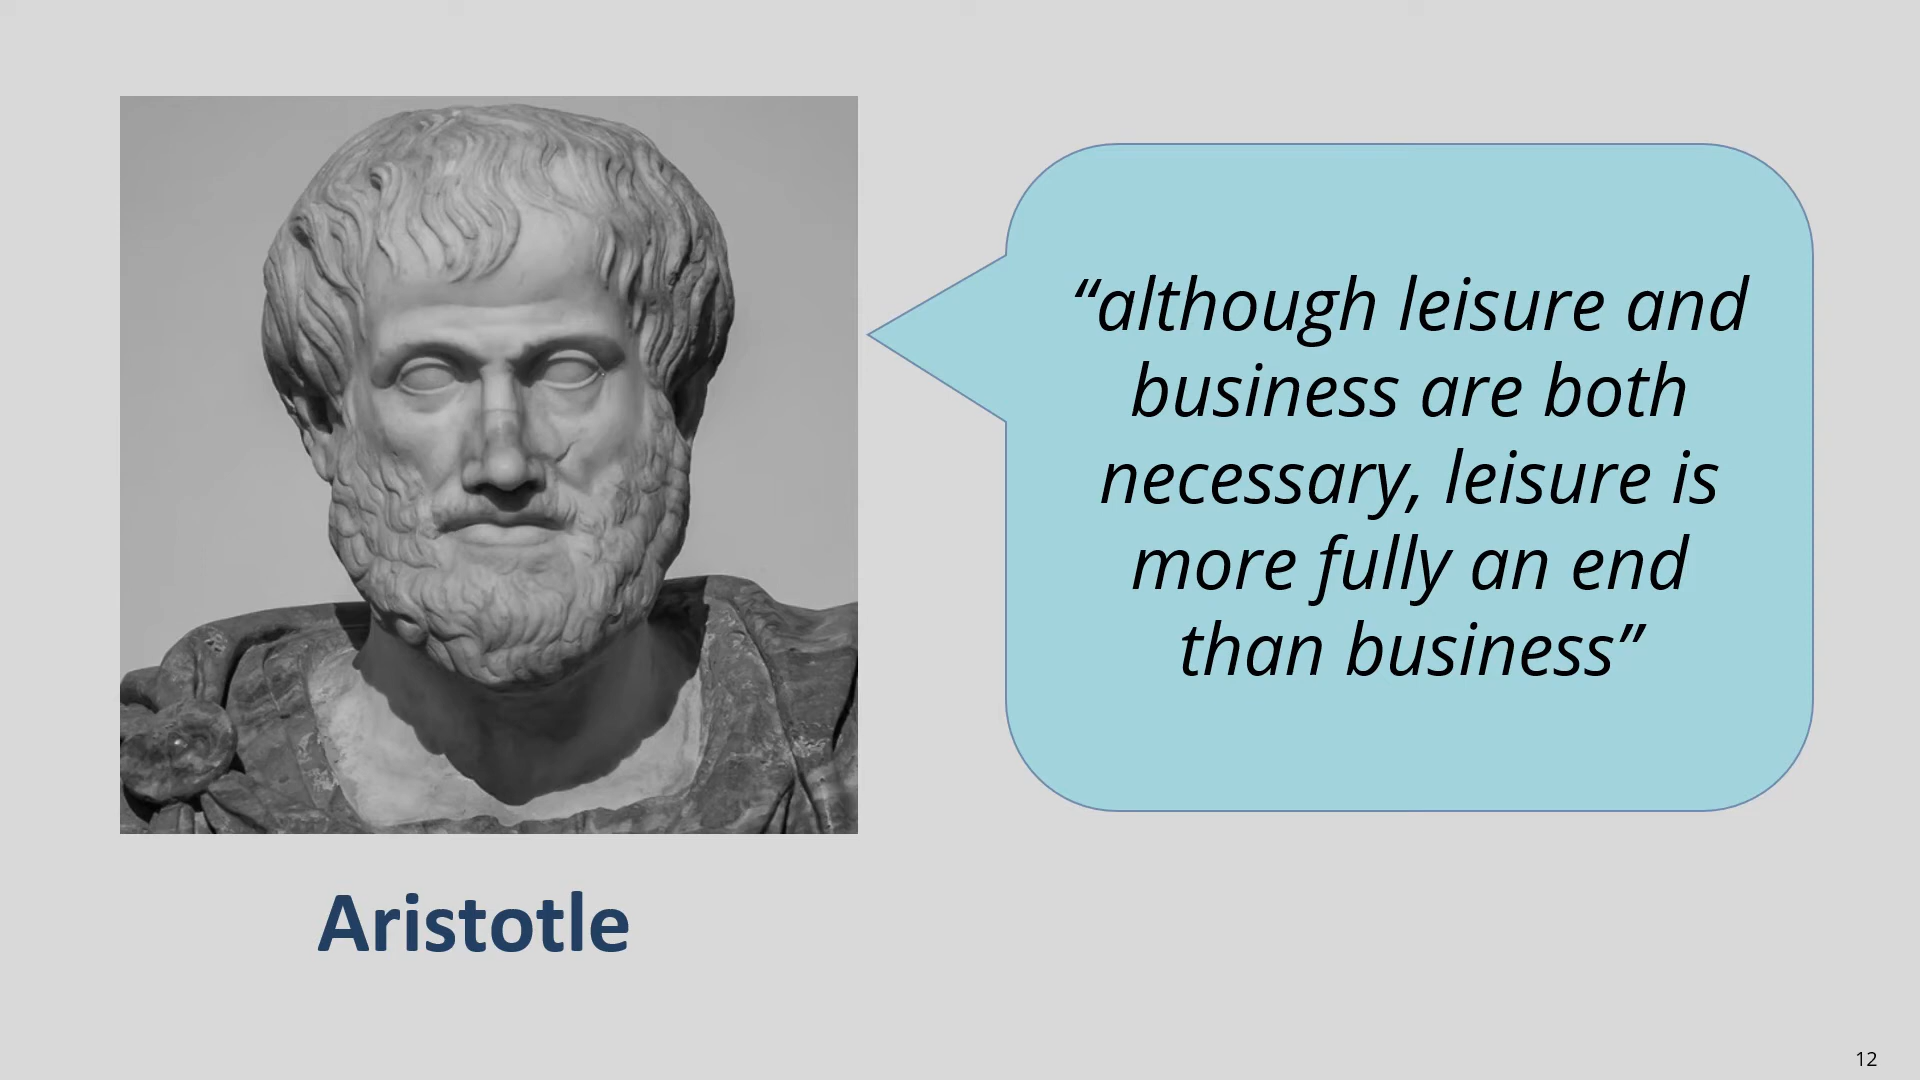 “although leisure and
business are both
necessary, leisure is
more fully an end
than business”
Aristotle
12